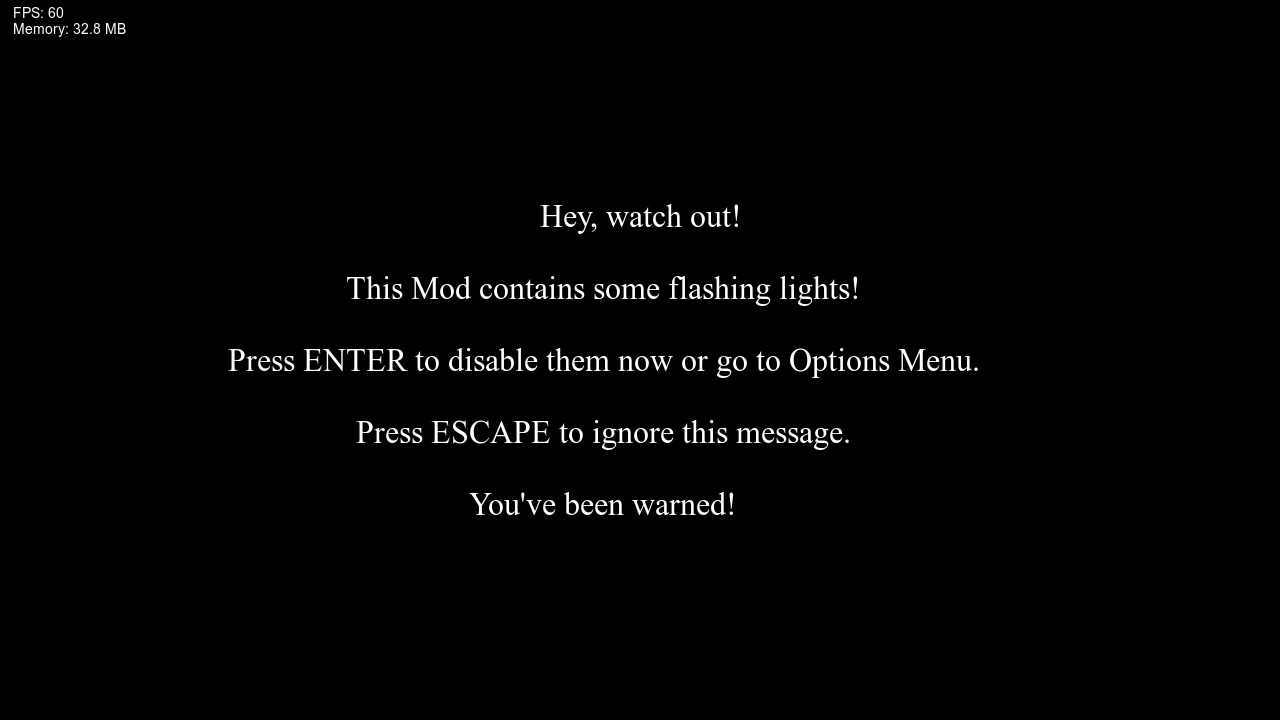 FPS: 60
Memory: 32.8 MB
Hey, watch out!
This Mod contains some flashing lights!
Press ENTER to disable them now or go to Options Menu.
Press ESCAPE to ignore this message.
You've been warned!